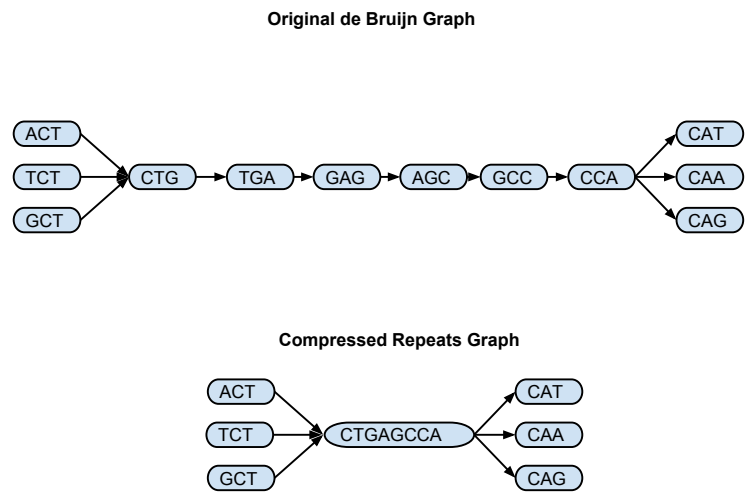 Original de Bruijn Graph
ACT
CAT
TCT CTG TGA GAG AGC GCC CCA CAA
GCT
CAG
Compressed Repeats Graph
ACT CAT
TCT CTGAGCCA CAA
GCT CAG